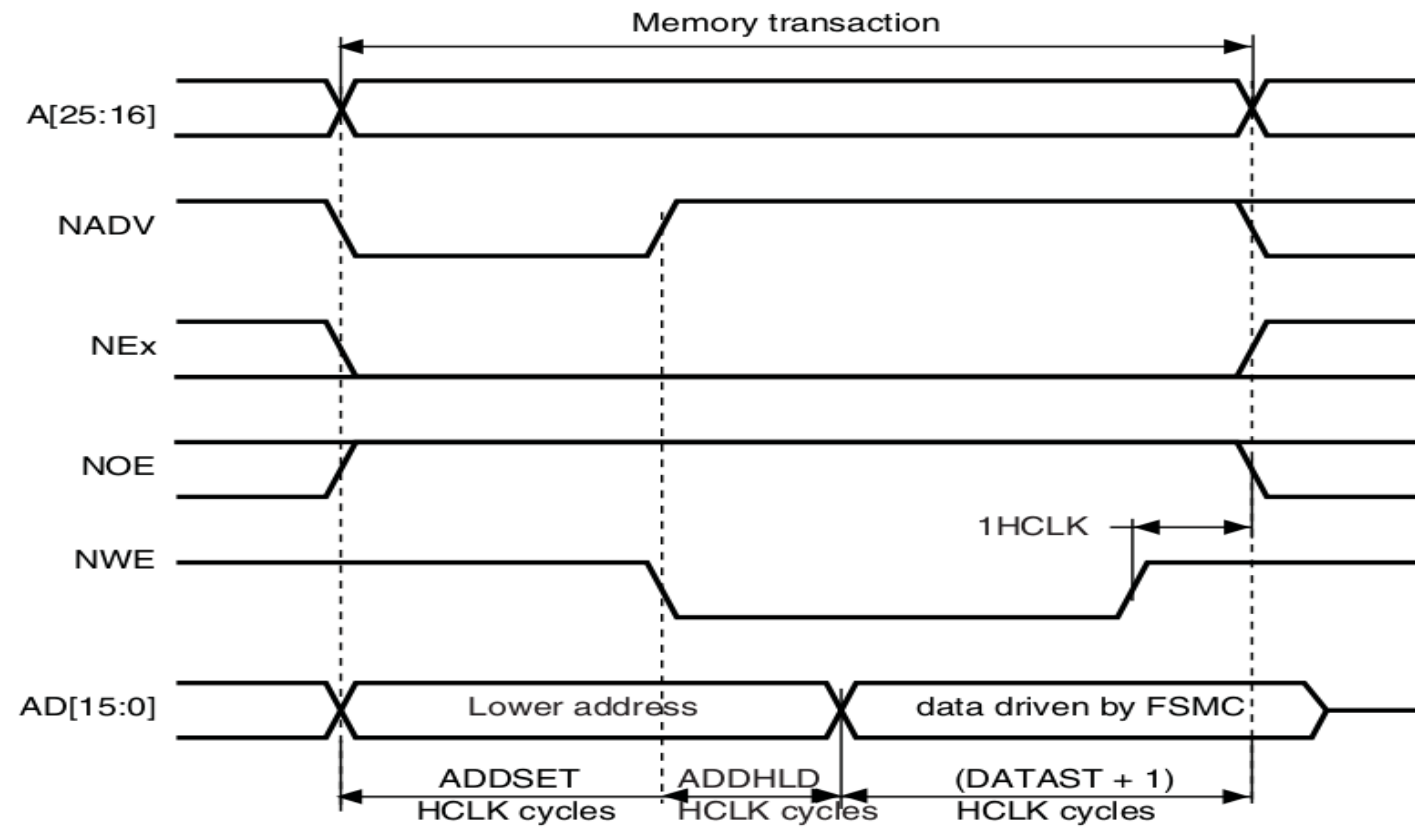 Memory transaction
A[25:16]
NADV
NEx
NOE
1HCLK
NWE
AD[15:0]
Lower address
data driven by FSMC
ADDSET
HCLK cycles
ADDHLD
HCLK cycles
(DATAST + 1)
HCLK cycles